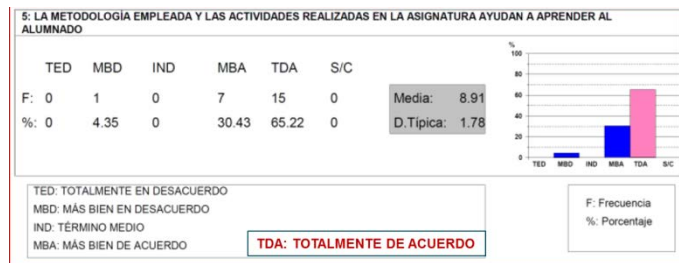 5: LA METODOLOGÍA EMPLEADA Y LAS ACTIVIDADES REALIZADAS EN LA ASIGNATURA AYUDAN A APRENDER AL
ALUMNADO
TED MBD IND MBA TDA S/C
F: 0 1 0 7 15 0
%: 0 4.35 0 30.43 65.22 0
Media: 8.91
D.Típica: 1.78
%
100
80
60
40
20
0
TED MBD IND MBA TDA S/C
TED: TOTALMENTE EN DESACUERDO
MBD: MÁS BIEN EN DESACUERDO
IND: TÉRMINO MEDIO
MBA: MÁS BIEN DE ACUERDO
TDA: TOTALMENTE DE ACUERDO
F: Frecuencia
%: Porcentaje